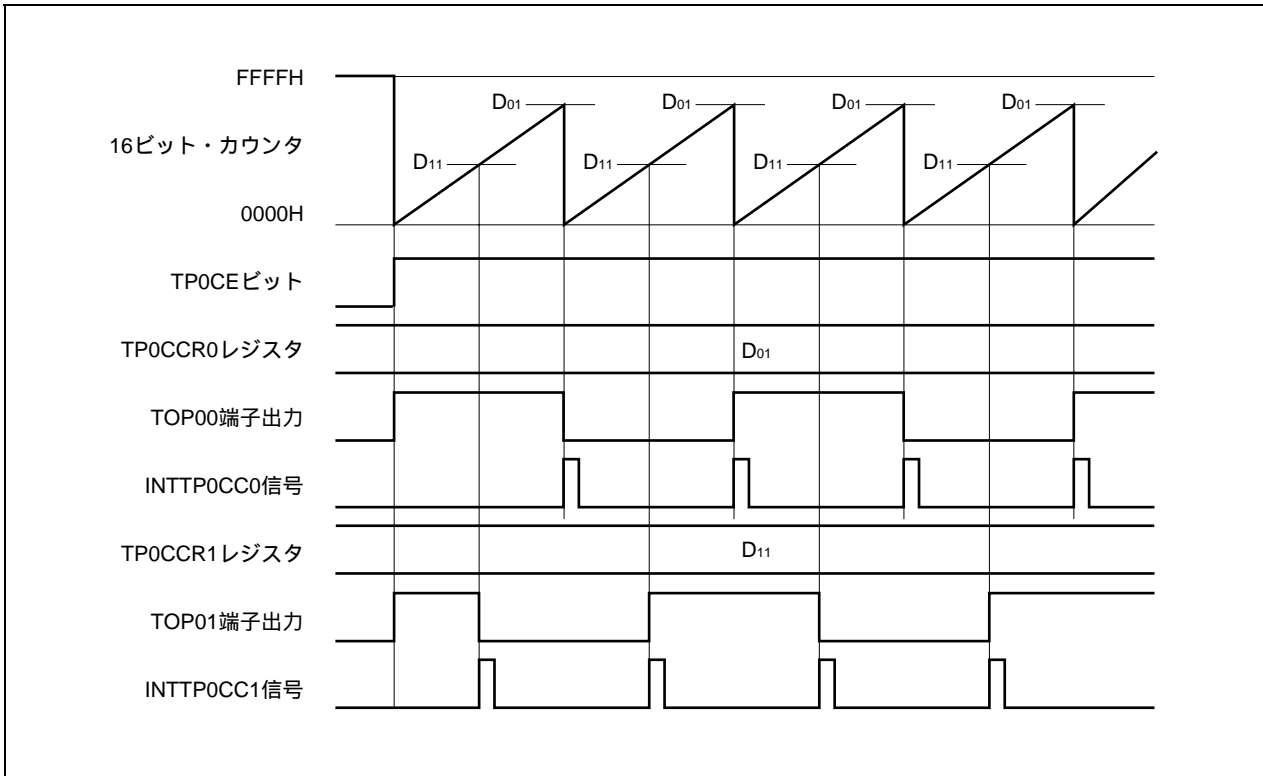 FFFFH
D01 D01 D01 D01
16ビット・カウンタ
D11 D11 D11 D11
0000H
TP0CEビット
TP0CCR0レジスタ D01
TOP00端子出力
INTTP0CC0信号
TP0CCR1レジスタ D11
TOP01端子出力
INTTP0CC1信号